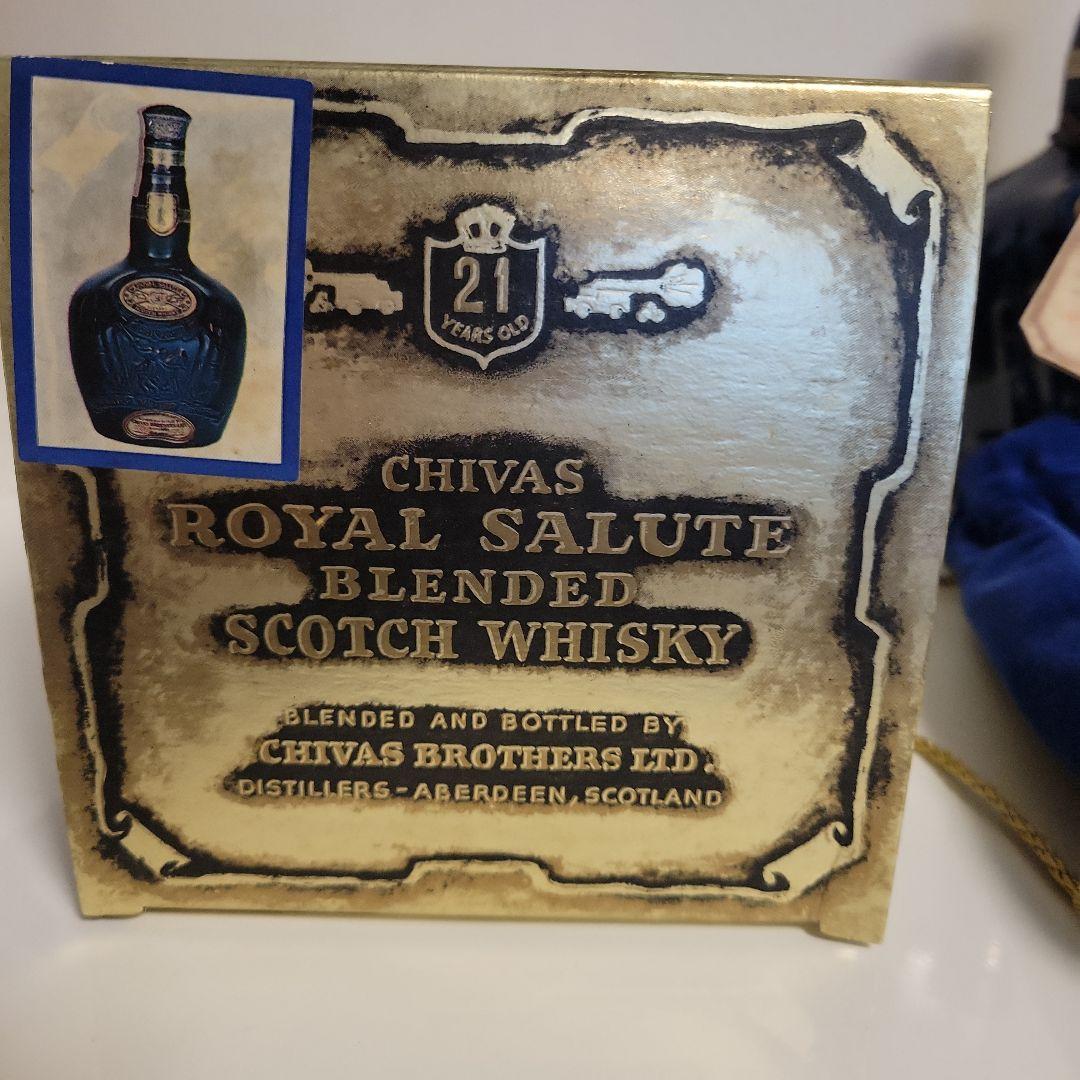 21
YEARS OLD
CHIVAS
ROYAL SALUTE
BLENDED
SCOTCH WHISKY
BLENDED AND BOTTLED BY
CHIVAS BROTHERS LTD.
DISTILLERS-ABERDEEN, SCOTLAND